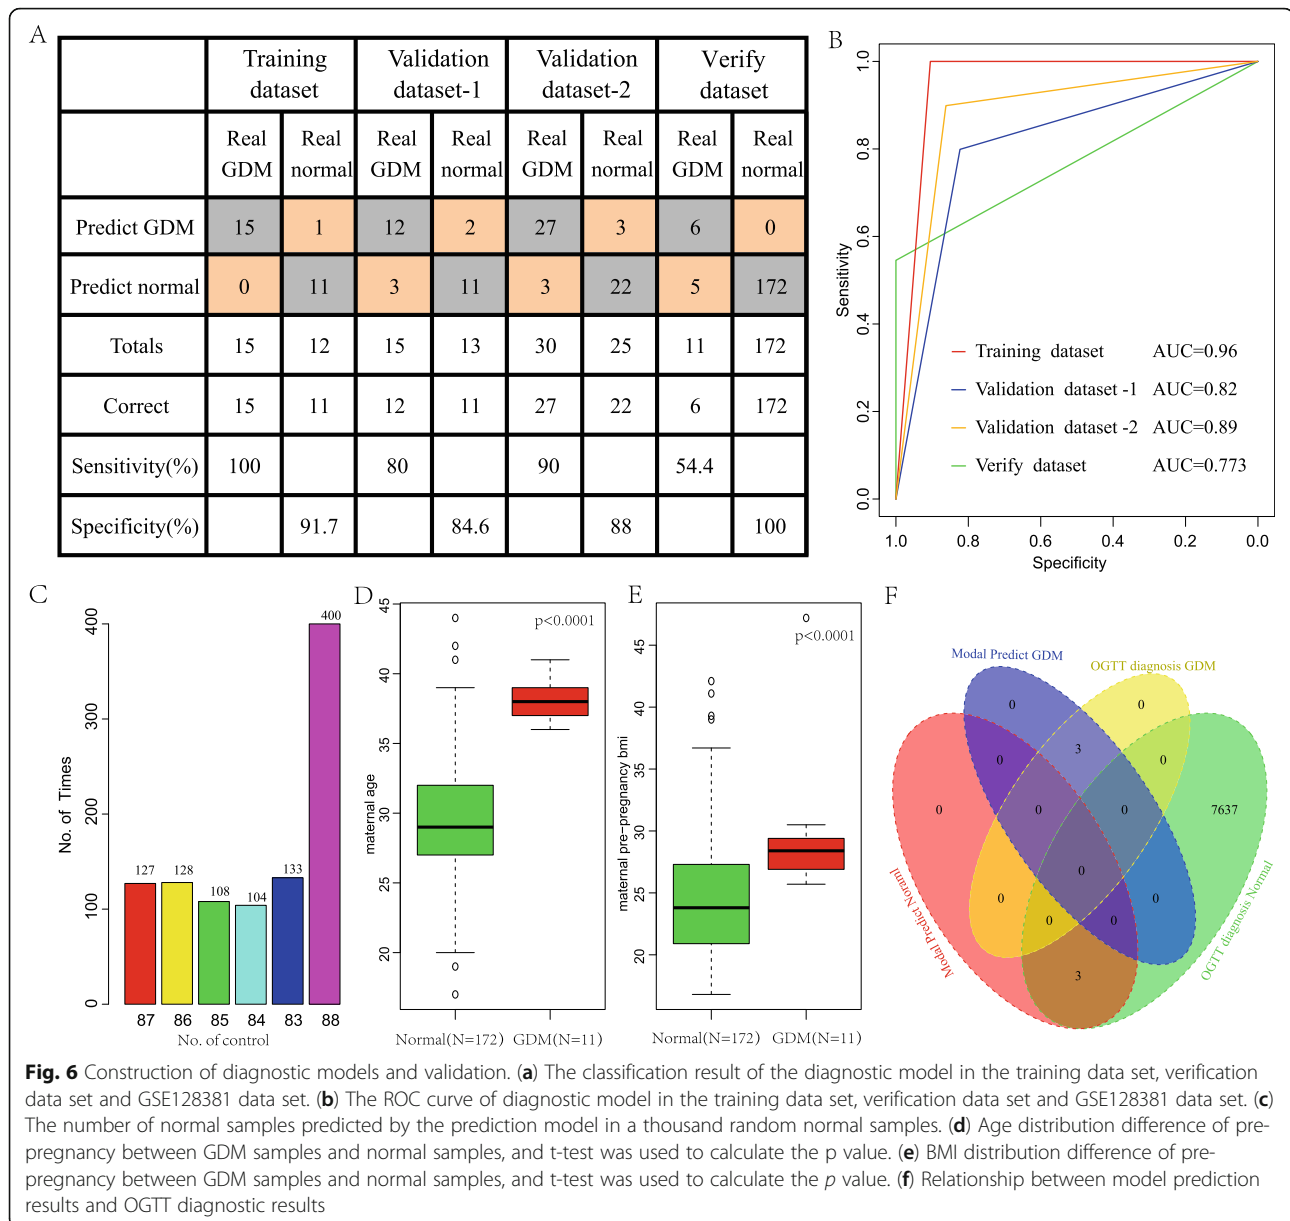 A
Training dataset
Validation dataset-1
Validation dataset-2
Verify dataset
Real GDM
Real normal
Real GDM
Real normal
Real GDM
Real normal
Real GDM
Real normal
Predict GDM 15 1 12 2 27 3 6 0
Predict normal 0 11 3 11 3 22 5 172
Totals 15 12 15 13 30 25 11 172
Correct 15 11 12 11 27 22 6 172
Sensitivity(%) 100 80 90 54.4
Specificity(%) 91.7 84.6 88 100
B
Sensitivity
1.0
0.8
0.6
0.4
0.2
0.0
Training dataset AUC=0.96
Validation dataset -1 AUC=0.82
Validation dataset -2 AUC=0.89
Verify dataset AUC=0.773
1.0 0.8 0.6 0.4 0.2 0.0
Specificity
C
No. of Times
400
300
200
100
0
127 128 108 104 133 400
87 86 85 84 83 88
No. of control
D
maternal age
45
40
35
30
25
20
p<0.0001
Normal(N=172) GDM(N=11)
E
maternal pre-pregnancy bmi
45
40
35
30
25
20
p<0.0001
Normal(N=172) GDM(N=11)
F
Modal Predict GDM
OGTT diagnosis GDM
Modal Predict Noraml
OGTT diagnosis Normal
0 0
3
0 0
0 0 0 7637
0
0 0
0 0
3
Fig. 6 Construction of diagnostic models and validation. (a) The classification result of the diagnostic model in the training data set, verification
data set and GSE128381 data set. (b) The ROC curve of diagnostic model in the training data set, verification data set and GSE128381 data set. (c)
The number of normal samples predicted by the prediction model in a thousand random normal samples. (d) Age distribution difference of pre-
pregnancy between GDM samples and normal samples, and t-test was used to calculate the p value. (e) BMI distribution difference of pre-
pregnancy between GDM samples and normal samples, and t-test was used to calculate the p value. (f) Relationship between model prediction
results and OGTT diagnostic results